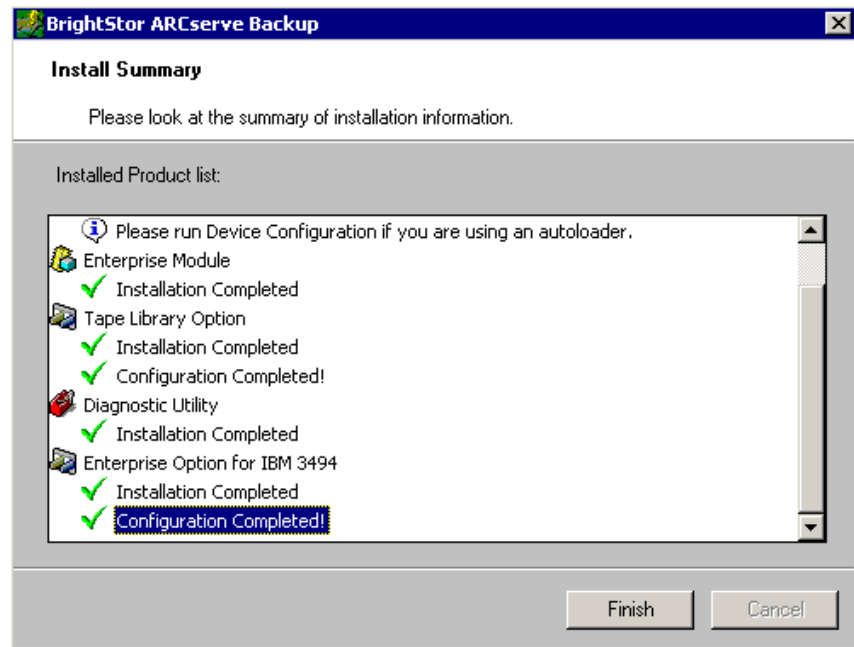 BrightStor ARCserve Backup
Install Summary
Please look at the summary of installation information.
Installed Product list:
Please run Device Configuration if you are using an autoloader.
Enterprise Module
Installation Completed
Tape Library Option
Installation Completed
Configuration Completed!
Diagnostic Utility
Installation Completed
Enterprise Option for IBM 3494
Installation Completed
Configuration Completed!
Finish
Cancel